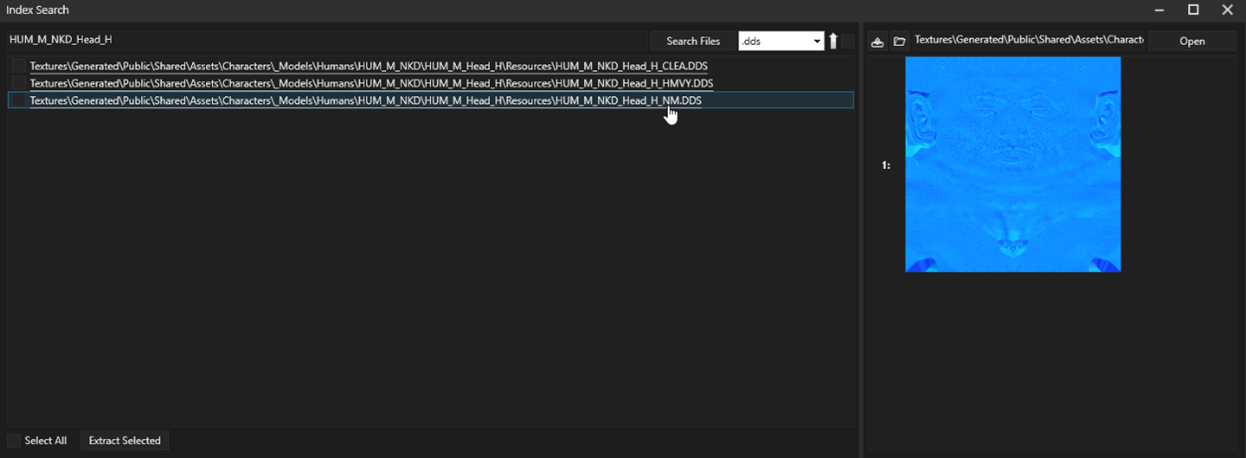 Index Search
HUM_M_NKD_Head_H
Search Files
.dds
Textures\Generated\Public\Shared\Assets\Charact
Open
Textures\Generated\Public\Shared\Assets\Characters\_Models\Humans\HUM_M_NKD\HUM_M_Head_H\Resources\HUM_M_NKD_Head_H_CLEA.DDS
Textures\Generated\Public\Shared\Assets\Characters\_Models\Humans\HUM_M_NKD\HUM_M_Head_H\Resources\HUM_M_NKD_Head_H_HMVY.DDS
Textures\Generated\Public\Shared\Assets\Characters\_Models\Humans\HUM_M_NKD\HUM_M_Head_H\Resources\HUM_M_NKD_Head_H_NM.DDS
1:
Select All
Extract Selected